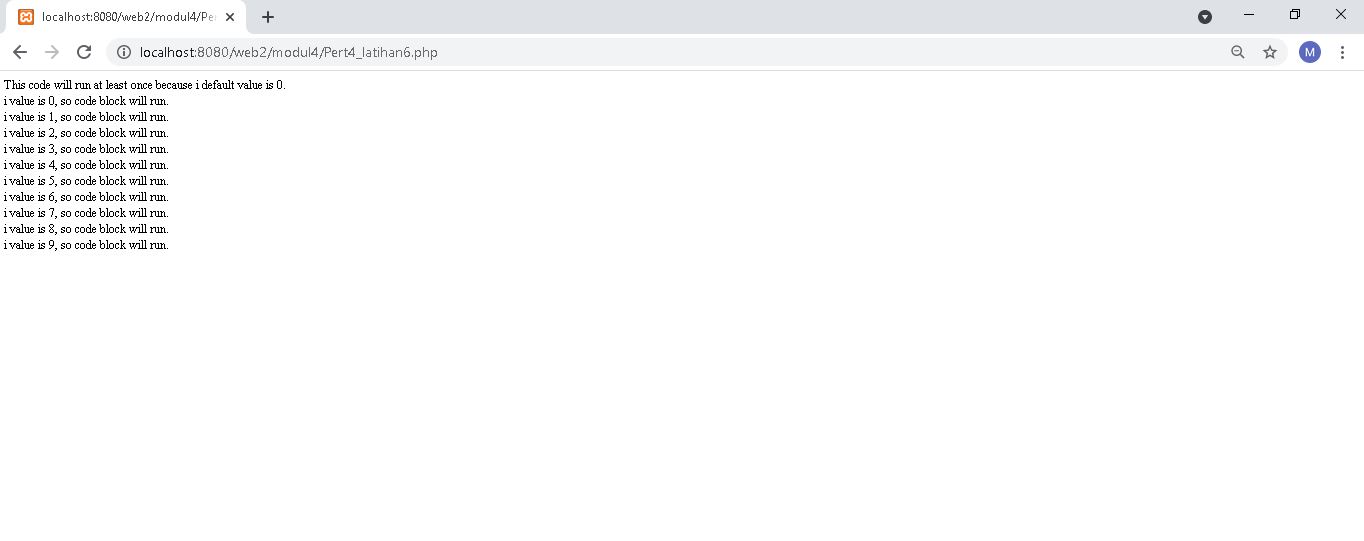 localhost:8080/web2/modul4/Pe
localhost:8080/web2/modul4/Pert4_latihan6.php
M
This code will run at least once because i default value is 0.
i value is 0, so code block will run.
i value is 1, so code block will run.
i value is 2, so code block will run.
i value is 3, so code block will run.
i value is 4, so code block will run.
i value is 5, so code block will run.
i value is 6, so code block will run.
i value is 7, so code block will run.
i value is 8, so code block will run.
i value is 9, so code block will run.